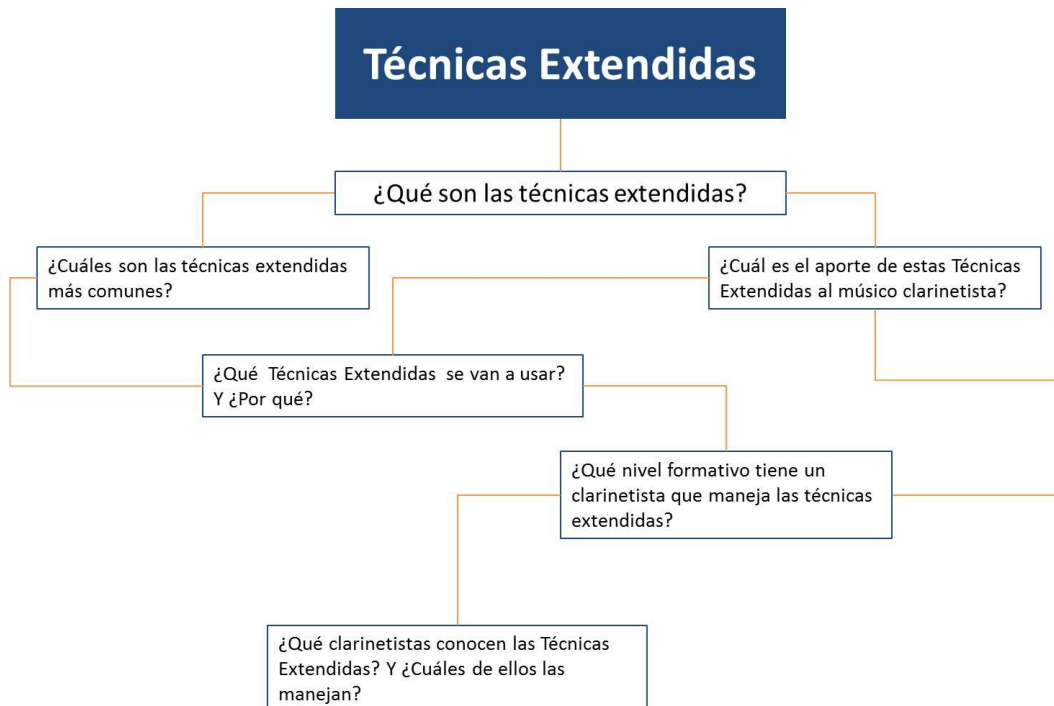 Técnicas Extendidas
¿Qué son las técnicas extendidas?
¿Cuáles son las técnicas extendidas
más comunes?
¿Cuál es el aporte de estas Técnicas
Extendidas al músico clarinetista?
¿Qué Técnicas Extendidas se van a usar?
Y ¿Por qué?
¿Qué nivel formativo tiene un
clarinetista que maneja las técnicas
extendidas?
¿Qué clarinetistas conocen las Técnicas
Extendidas? Y ¿Cuáles de ellos las
manejan?